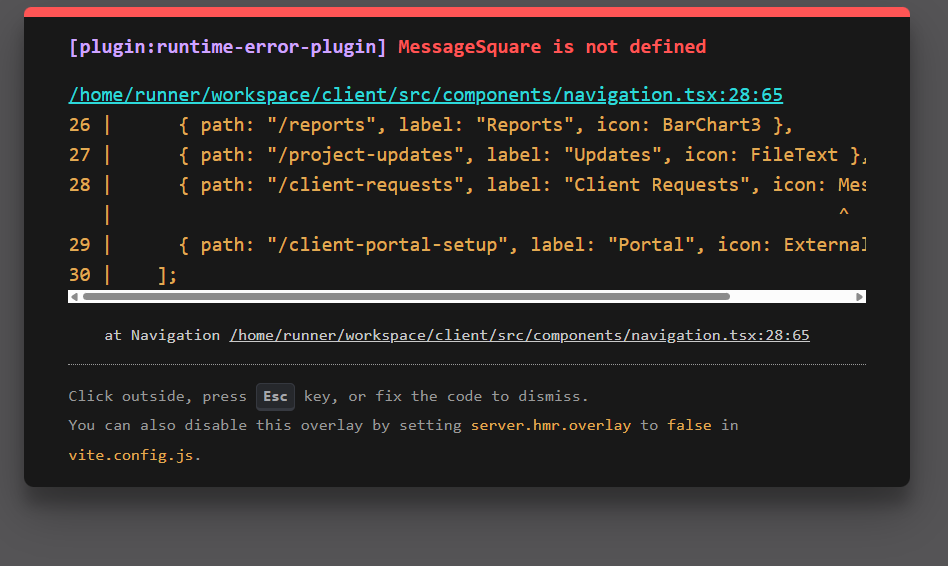 [plugin:runtime-error-plugin] MessageSquare is not defined
/home/runner/workspace/client/src/components/navigation.tsx:28:65
26 | { path: "/reports", label: "Reports", icon: BarChart3 },
27 | { path: "/project-updates", label: "Updates", icon: FileText },
28 | { path: "/client-requests", label: "Client Requests", icon: Mes
| ^
29 | { path: "/client-portal-setup", label: "Portal", icon: External
30 | ];
at Navigation /home/runner/workspace/client/src/components/navigation.tsx:28:65
Click outside, press Esc key, or fix the code to dismiss.
You can also disable this overlay by setting server.hmr.overlay to false in
vite.config.js.